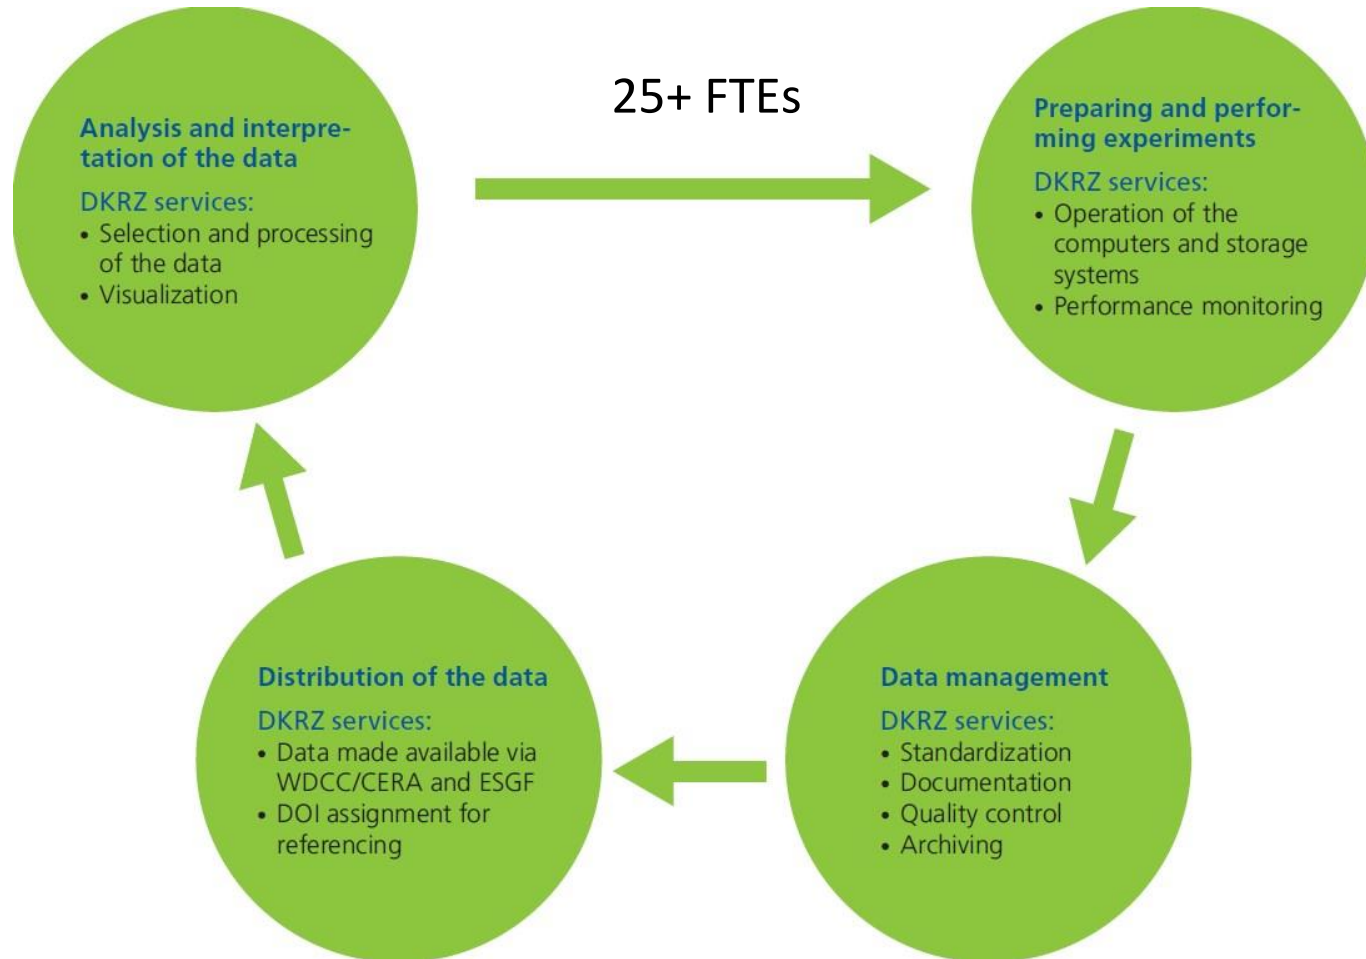 25+ FTEs
Analysis and interpre-
tation of the data
DKRZ services:
• Selection and processing
of the data
• Visualization
Preparing and perfor-
ming experiments
DKRZ services:
• Operation of the
computers and storage
systems
• Performance monitoring
Distribution of the data
DKRZ services:
• Data made available via
WDCC/CERA and ESGF
• DOI assignment for
referencing
Data management
DKRZ services:
• Standardization
• Documentation
• Quality control
• Archiving